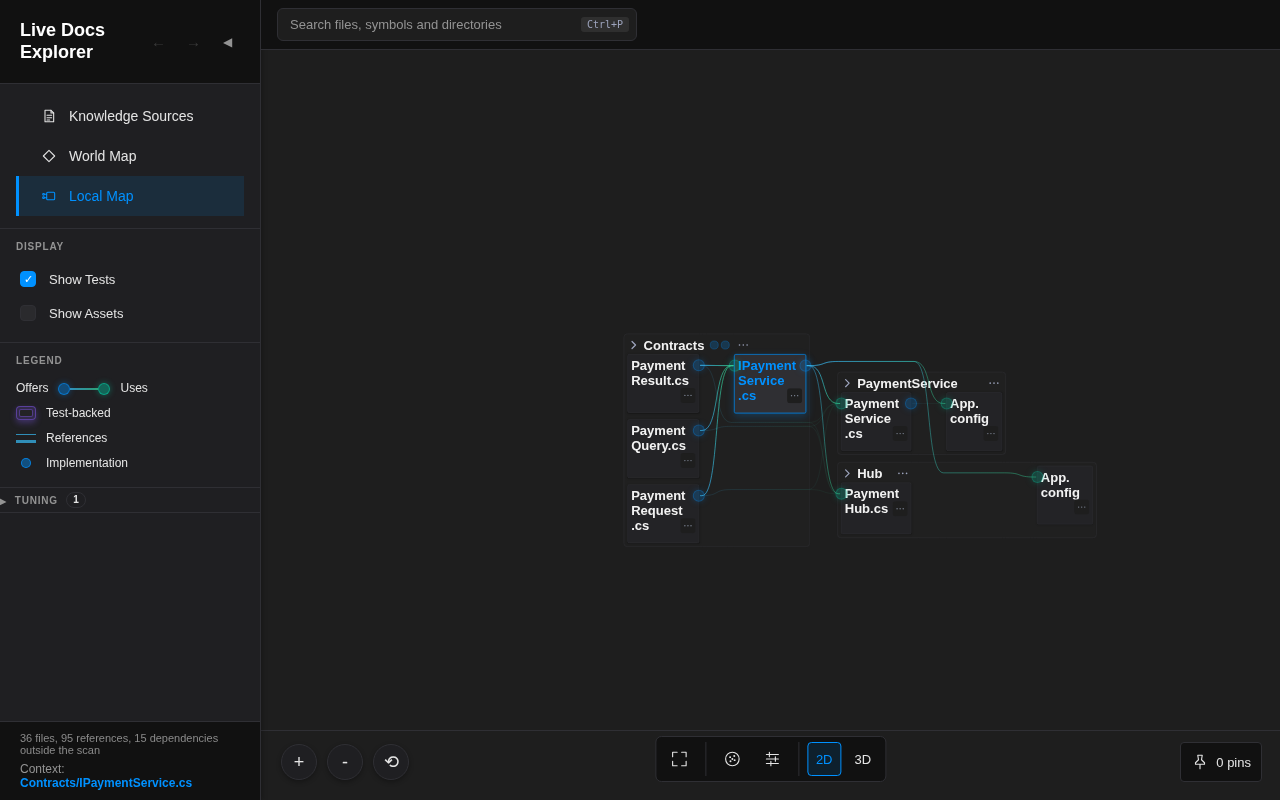 Live Docs
Explorer
← → ◀
Search files, symbols and directories
Ctrl+P
Knowledge Sources
World Map
Local Map
DISPLAY
✓ Show Tests
Show Assets
LEGEND
Offers
Uses
Test-backed
References
Implementation
▶ TUNING 1
36 files, 95 references, 15 dependencies
outside the scan
Context:
Contracts/IPaymentService.cs
Contracts ···
Payment
Result.cs
···
IPayment
Service
.cs
···
Payment
Query.cs
···
Payment
Request
.cs
···
PaymentService ···
Payment
Service
.cs
···
App.
config
···
Hub ···
Payment
Hub.cs
···
App.
config
···
+ - ⟲
2D 3D
0 pins